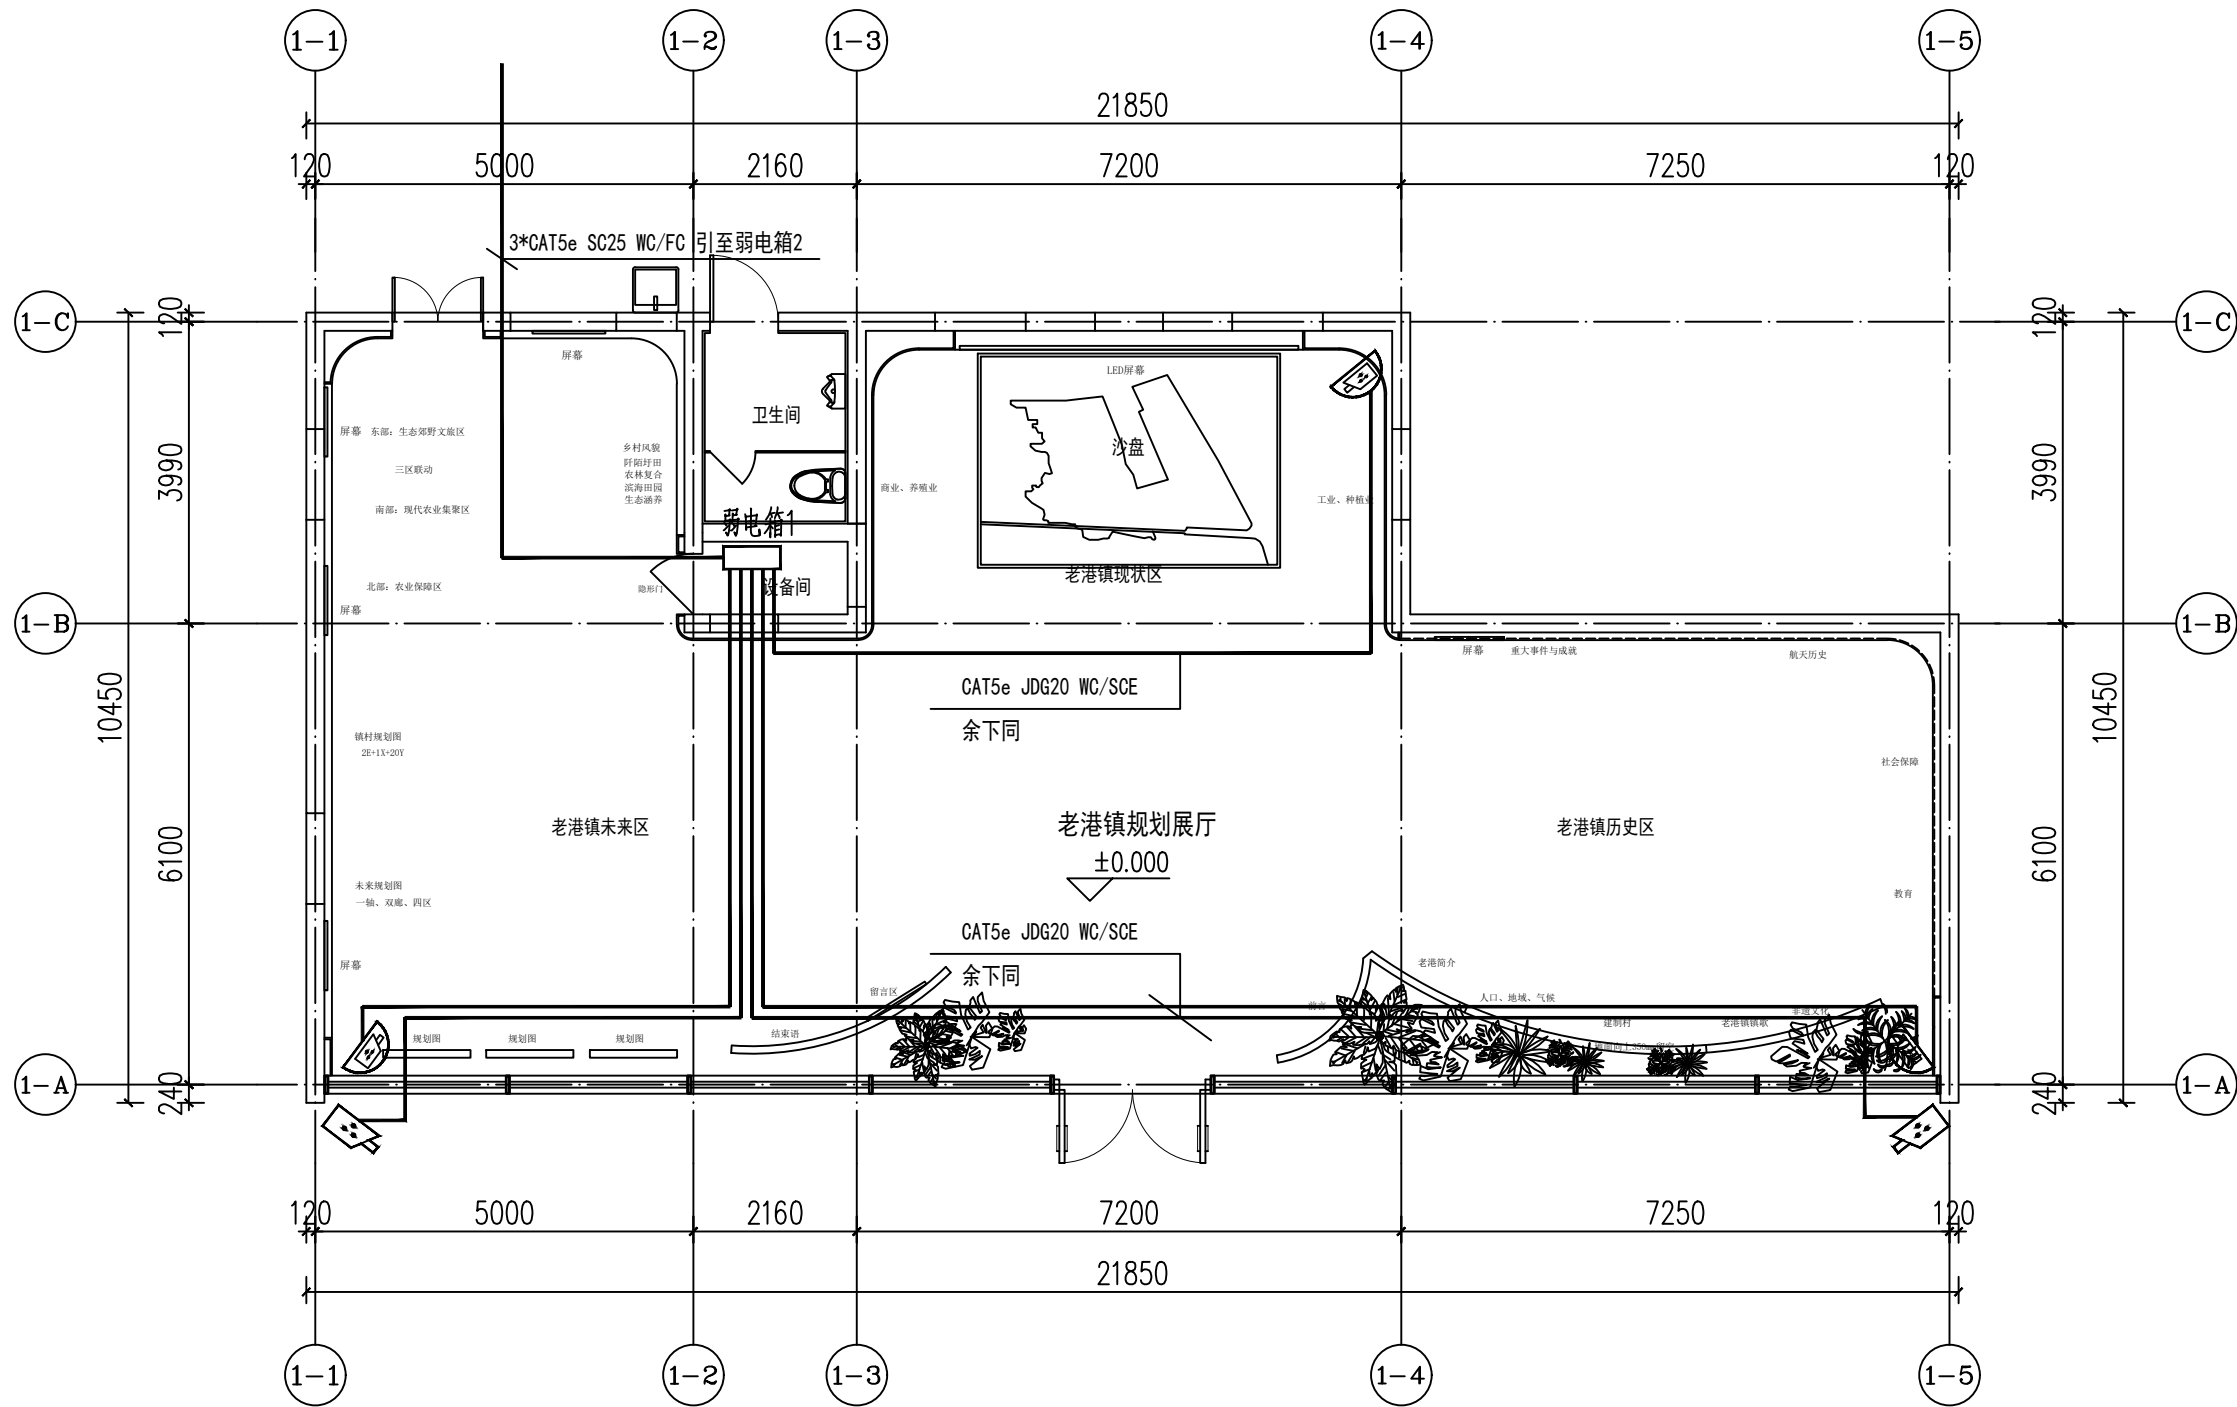 1-1
1-2
1-3
1-4
1-5
21850
120
5000
2160
7200
7250
120
3*CAT5e SC25 WC/FC 引至弱电箱2
1-C
120
120
1-C
屏幕
LED屏幕
卫生间
屏幕
东部：生态郊野文旅区
沙盘
乡村风貌
阡陌圩田
农林复合
滨海田园
生态涵养
三区联动
3990
商业、养殖业
工业、种植业
3990
南部：现代农业集聚区
弱电箱1
老港镇现状区
北部：农业保障区
隐形门
设备间
屏幕
1-B
1-B
屏幕
重大事件与成就
航天历史
CAT5e JDG20 WC/SCE
余下同
10450
10450
镇村规划图
2E+1X+20Y
社会保障
老港镇未来区
老港镇规划展厅
老港镇历史区
±0.000
6100
6100
未来规划图
一轴、双廊、四区
教育
CAT5e JDG20 WC/SCE
余下同
屏幕
老港简介
留言区
人口、地域、气候
前言
非遗文化
结束语
建制村
老港镇镇歌
规划图
规划图
规划图
1-A
240
240
1-A
120
5000
2160
7200
7250
120
21850
1-1
1-2
1-3
1-4
1-5